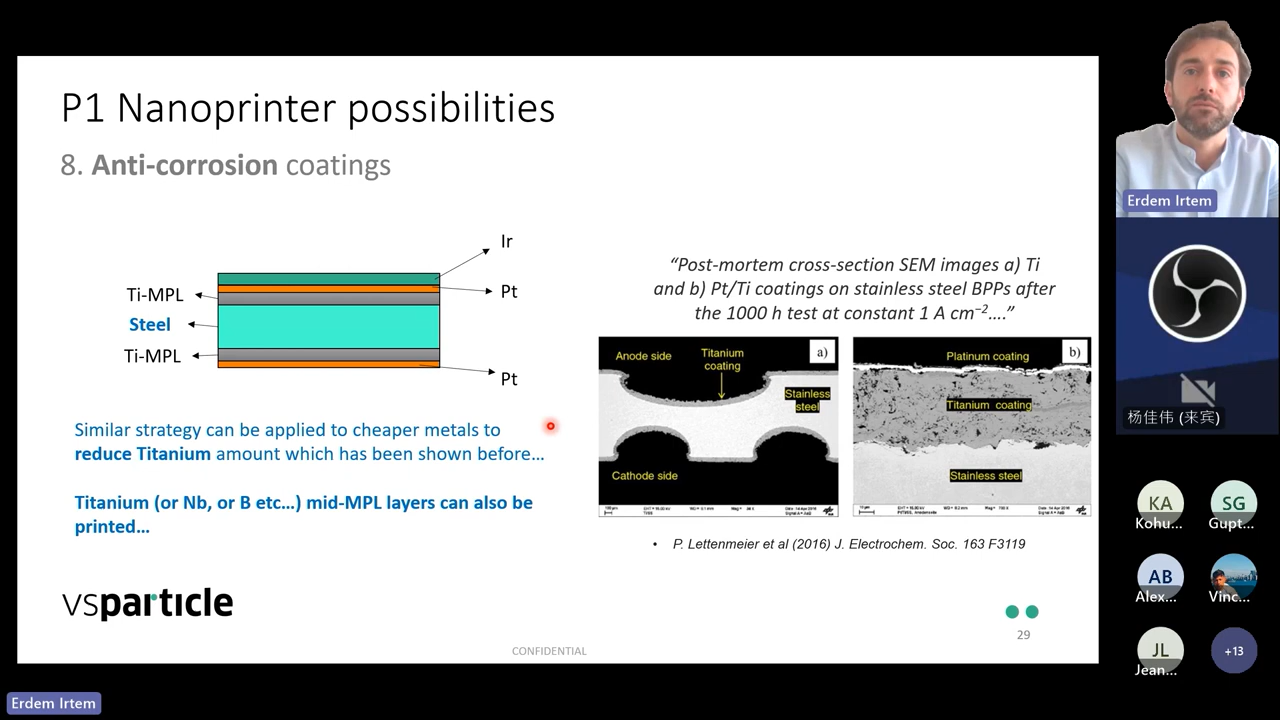 P1 Nanoprinter possibilities
8. Anti-corrosion coatings
Ir
Ti-MPL
Pt
Steel
Ti-MPL
Pt
Similar strategy can be applied to cheaper metals to
reduce Titanium amount which has been shown before…
Titanium (or Nb, or B etc…) mid-MPL layers can also be
printed…
“Post-mortem cross-section SEM images a) Ti
and b) Pt/Ti coatings on stainless steel BPPs after
the 1000 h test at constant 1 A cm⁻²….”
Anode side
Titanium
coating
a)
Stainless
steel
Cathode side
Platinum coating
b)
Titanium coating
Stainless steel
• P. Lettenmeier et al (2016) J. Electrochem. Soc. 163 F3119
vsparticle
29
CONFIDENTIAL
Erdem Irtem
Erdem Irtem
杨佳伟 (来宾)
KA
Kohu...
SG
Gupt...
AB
Alex...
Vinc...
JL
Jean...
+13